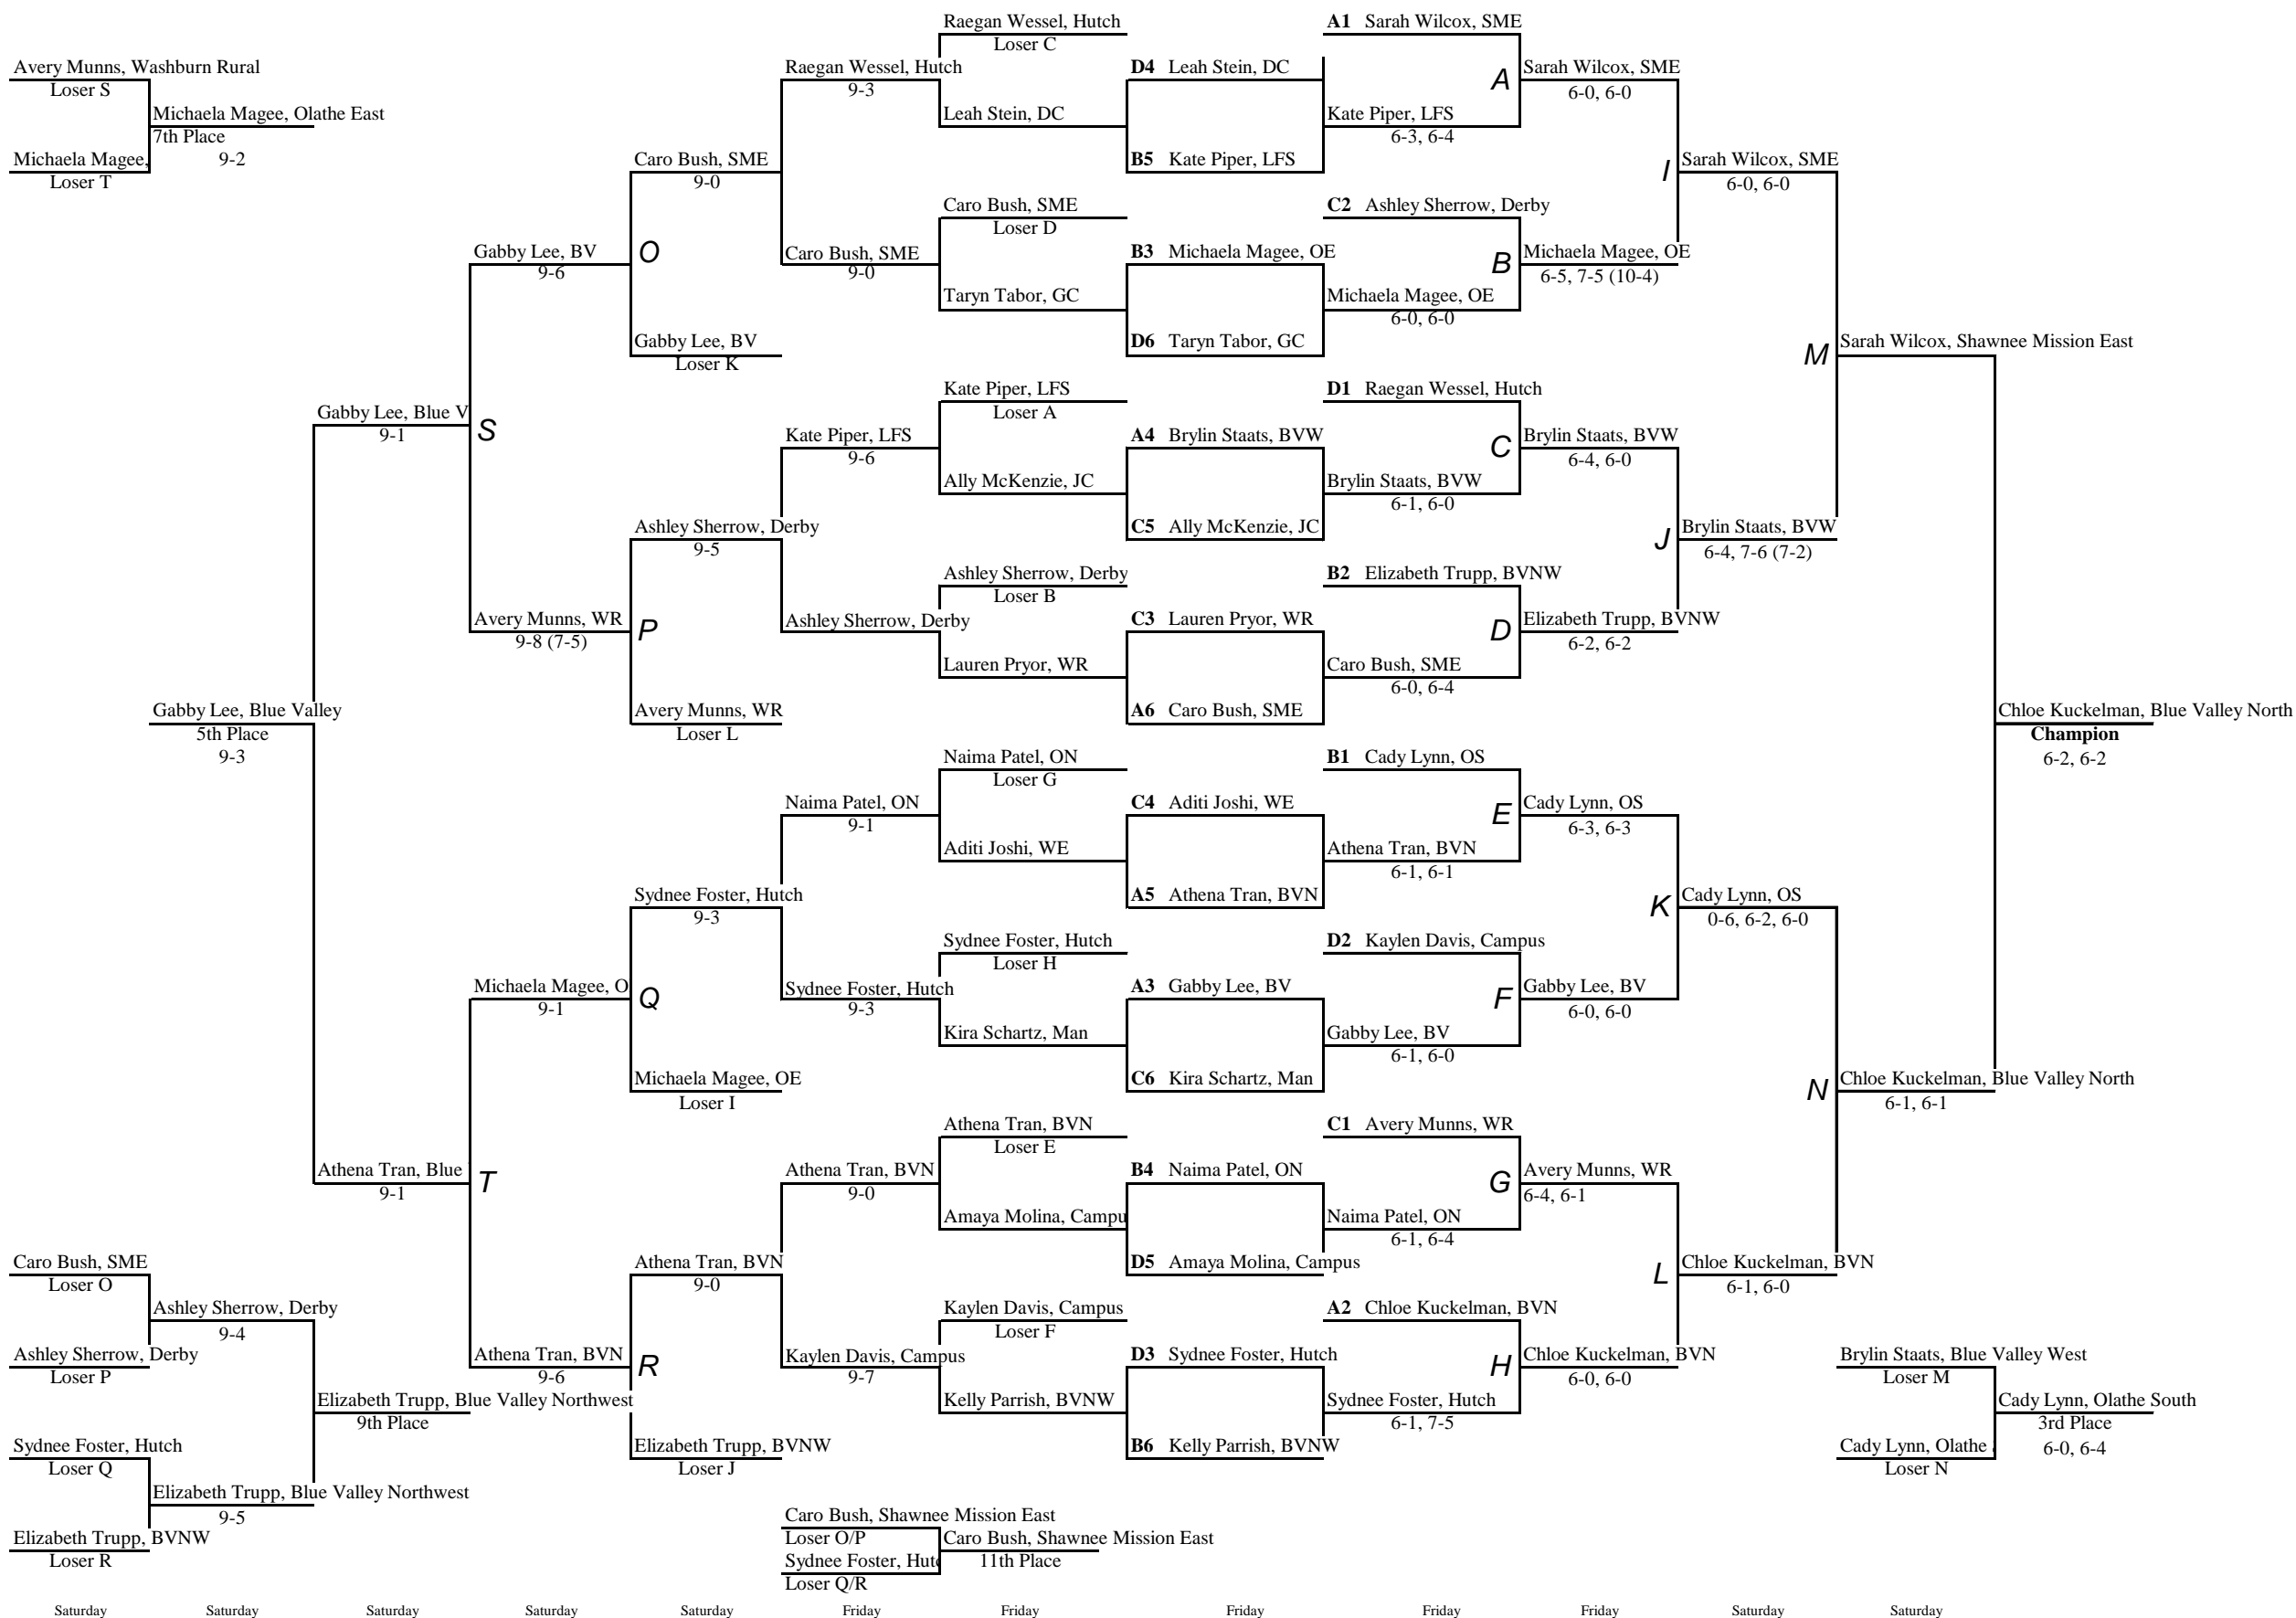 Raegan Wessel, Hutch
Loser C
A1 Sarah Wilcox, SME
Avery Munns, Washburn Rural
Loser S
Raegan Wessel, Hutch
9-3
D4 Leah Stein, DC
A
Sarah Wilcox, SME
6-0, 6-0
Michaela Magee, Olathe East
7th Place
9-2
Leah Stein, DC
Kate Piper, LFS
6-3, 6-4
Michaela Magee,
Loser T
Caro Bush, SME
9-0
B5 Kate Piper, LFS
I
Sarah Wilcox, SME
6-0, 6-0
Caro Bush, SME
Loser D
C2 Ashley Sherrow, Derby
Gabby Lee, BV
9-6
O
Caro Bush, SME
9-0
B3 Michaela Magee, OE
B
Michaela Magee, OE
6-5, 7-5 (10-4)
Taryn Tabor, GC
Michaela Magee, OE
6-0, 6-0
Gabby Lee, BV
Loser K
D6 Taryn Tabor, GC
M
Sarah Wilcox, Shawnee Mission East
Kate Piper, LFS
Loser A
D1 Raegan Wessel, Hutch
Gabby Lee, Blue V
9-1
S
Kate Piper, LFS
9-6
A4 Brylin Staats, BVW
C
Brylin Staats, BVW
6-4, 6-0
Ally McKenzie, JC
Brylin Staats, BVW
6-1, 6-0
Ashley Sherrow, Derby
9-5
C5 Ally McKenzie, JC
J
Brylin Staats, BVW
6-4, 7-6 (7-2)
Ashley Sherrow, Derby
Loser B
B2 Elizabeth Trupp, BVNW
Avery Munns, WR
9-8 (7-5)
P
Ashley Sherrow, Derby
C3 Lauren Pryor, WR
D
Elizabeth Trupp, BVNW
6-2, 6-2
Lauren Pryor, WR
Caro Bush, SME
6-0, 6-4
Gabby Lee, Blue Valley
5th Place
9-3
Avery Munns, WR
Loser L
A6 Caro Bush, SME
Chloe Kuckelman, Blue Valley North
Champion
6-2, 6-2
Naima Patel, ON
Loser G
B1 Cady Lynn, OS
Naima Patel, ON
9-1
C4 Aditi Joshi, WE
E
Cady Lynn, OS
6-3, 6-3
Aditi Joshi, WE
Athena Tran, BVN
6-1, 6-1
Sydnee Foster, Hutch
9-3
A5 Athena Tran, BVN
K
Cady Lynn, OS
0-6, 6-2, 6-0
Sydnee Foster, Hutch
Loser H
D2 Kaylen Davis, Campus
Michaela Magee, O
9-1
Q
Sydnee Foster, Hutch
9-3
A3 Gabby Lee, BV
F
Gabby Lee, BV
6-0, 6-0
Kira Schartz, Man
Gabby Lee, BV
6-1, 6-0
Michaela Magee, OE
Loser I
C6 Kira Schartz, Man
N
Chloe Kuckelman, Blue Valley North
6-1, 6-1
Athena Tran, BVN
Loser E
C1 Avery Munns, WR
Athena Tran, Blue
9-1
T
Athena Tran, BVN
9-0
B4 Naima Patel, ON
G
Avery Munns, WR
6-4, 6-1
Amaya Molina, Campu
Naima Patel, ON
6-1, 6-4
Caro Bush, SME
Loser O
Athena Tran, BVN
9-0
D5 Amaya Molina, Campus
L
Chloe Kuckelman, BVN
6-1, 6-0
Ashley Sherrow, Derby
9-4
Kaylen Davis, Campus
Loser F
A2 Chloe Kuckelman, BVN
Ashley Sherrow, Derby
Loser P
Athena Tran, BVN
9-6
R
Kaylen Davis, Campus
9-7
D3 Sydnee Foster, Hutch
H
Chloe Kuckelman, BVN
6-0, 6-0
Brylin Staats, Blue Valley West
Loser M
Elizabeth Trupp, Blue Valley Northwest
9th Place
Kelly Parrish, BVNW
Sydnee Foster, Hutch
6-1, 7-5
Cady Lynn, Olathe South
3rd Place
6-0, 6-4
Sydnee Foster, Hutch
Loser Q
Elizabeth Trupp, BVNW
Loser J
B6 Kelly Parrish, BVNW
Cady Lynn, Olathe
Loser N
Elizabeth Trupp, Blue Valley Northwest
9-5
Caro Bush, Shawnee Mission East
Loser O/P
Elizabeth Trupp, BVNW
Loser R
Caro Bush, Shawnee Mission East
11th Place
Sydnee Foster, Hut
Loser Q/R
Saturday Saturday Saturday Saturday Saturday Friday Friday Friday Friday Friday Saturday Saturday